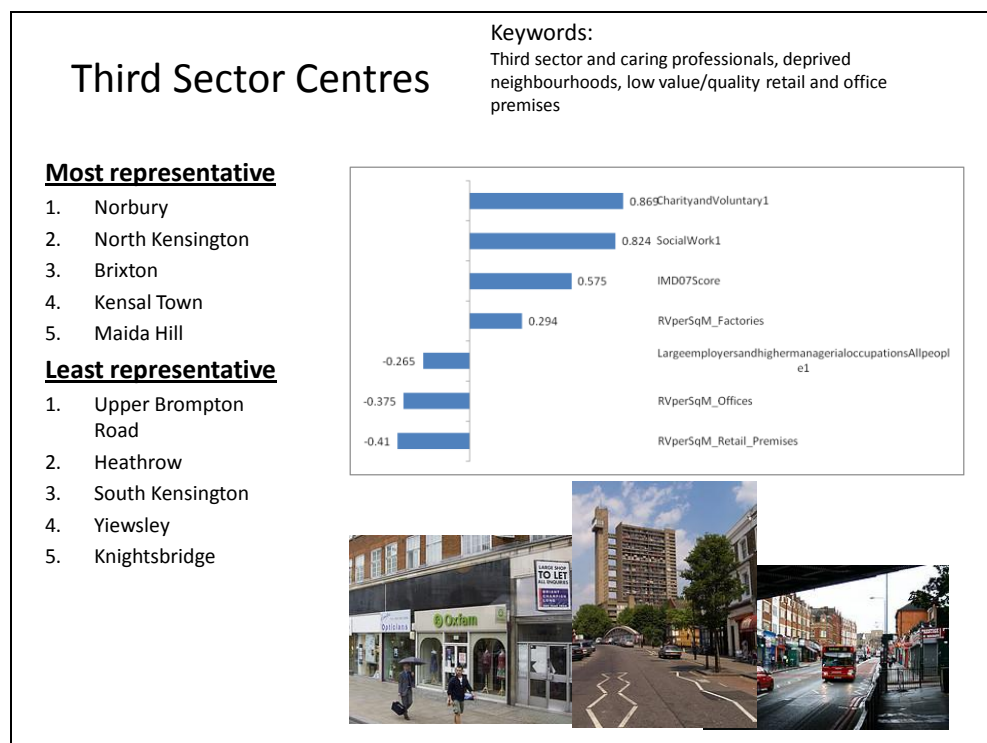 Third Sector Centres
Keywords:
Third sector and caring professionals, deprived
neighbourhoods, low value/quality retail and office
premises
Most representative
1. Norbury
2. North Kensington
3. Brixton
4. Kensal Town
5. Maida Hill
Least representative
1. Upper Brompton
Road
2. Heathrow
3. South Kensington
4. Yiewsley
5. Knightsbridge
0.869 CharityandVoluntary1
0.824 SocialWork1
0.575 IMD07Score
0.294 RVperSqM_Factories
-0.265 LargeemployersandhighermanagerialoccupationsAllpeopl
e1
-0.375 RVperSqM_Offices
-0.41 RVperSqM_Retail_Premises
LARGE SHOP
TO LET
ALL ENQUIRIES
Opticians
Oxfam